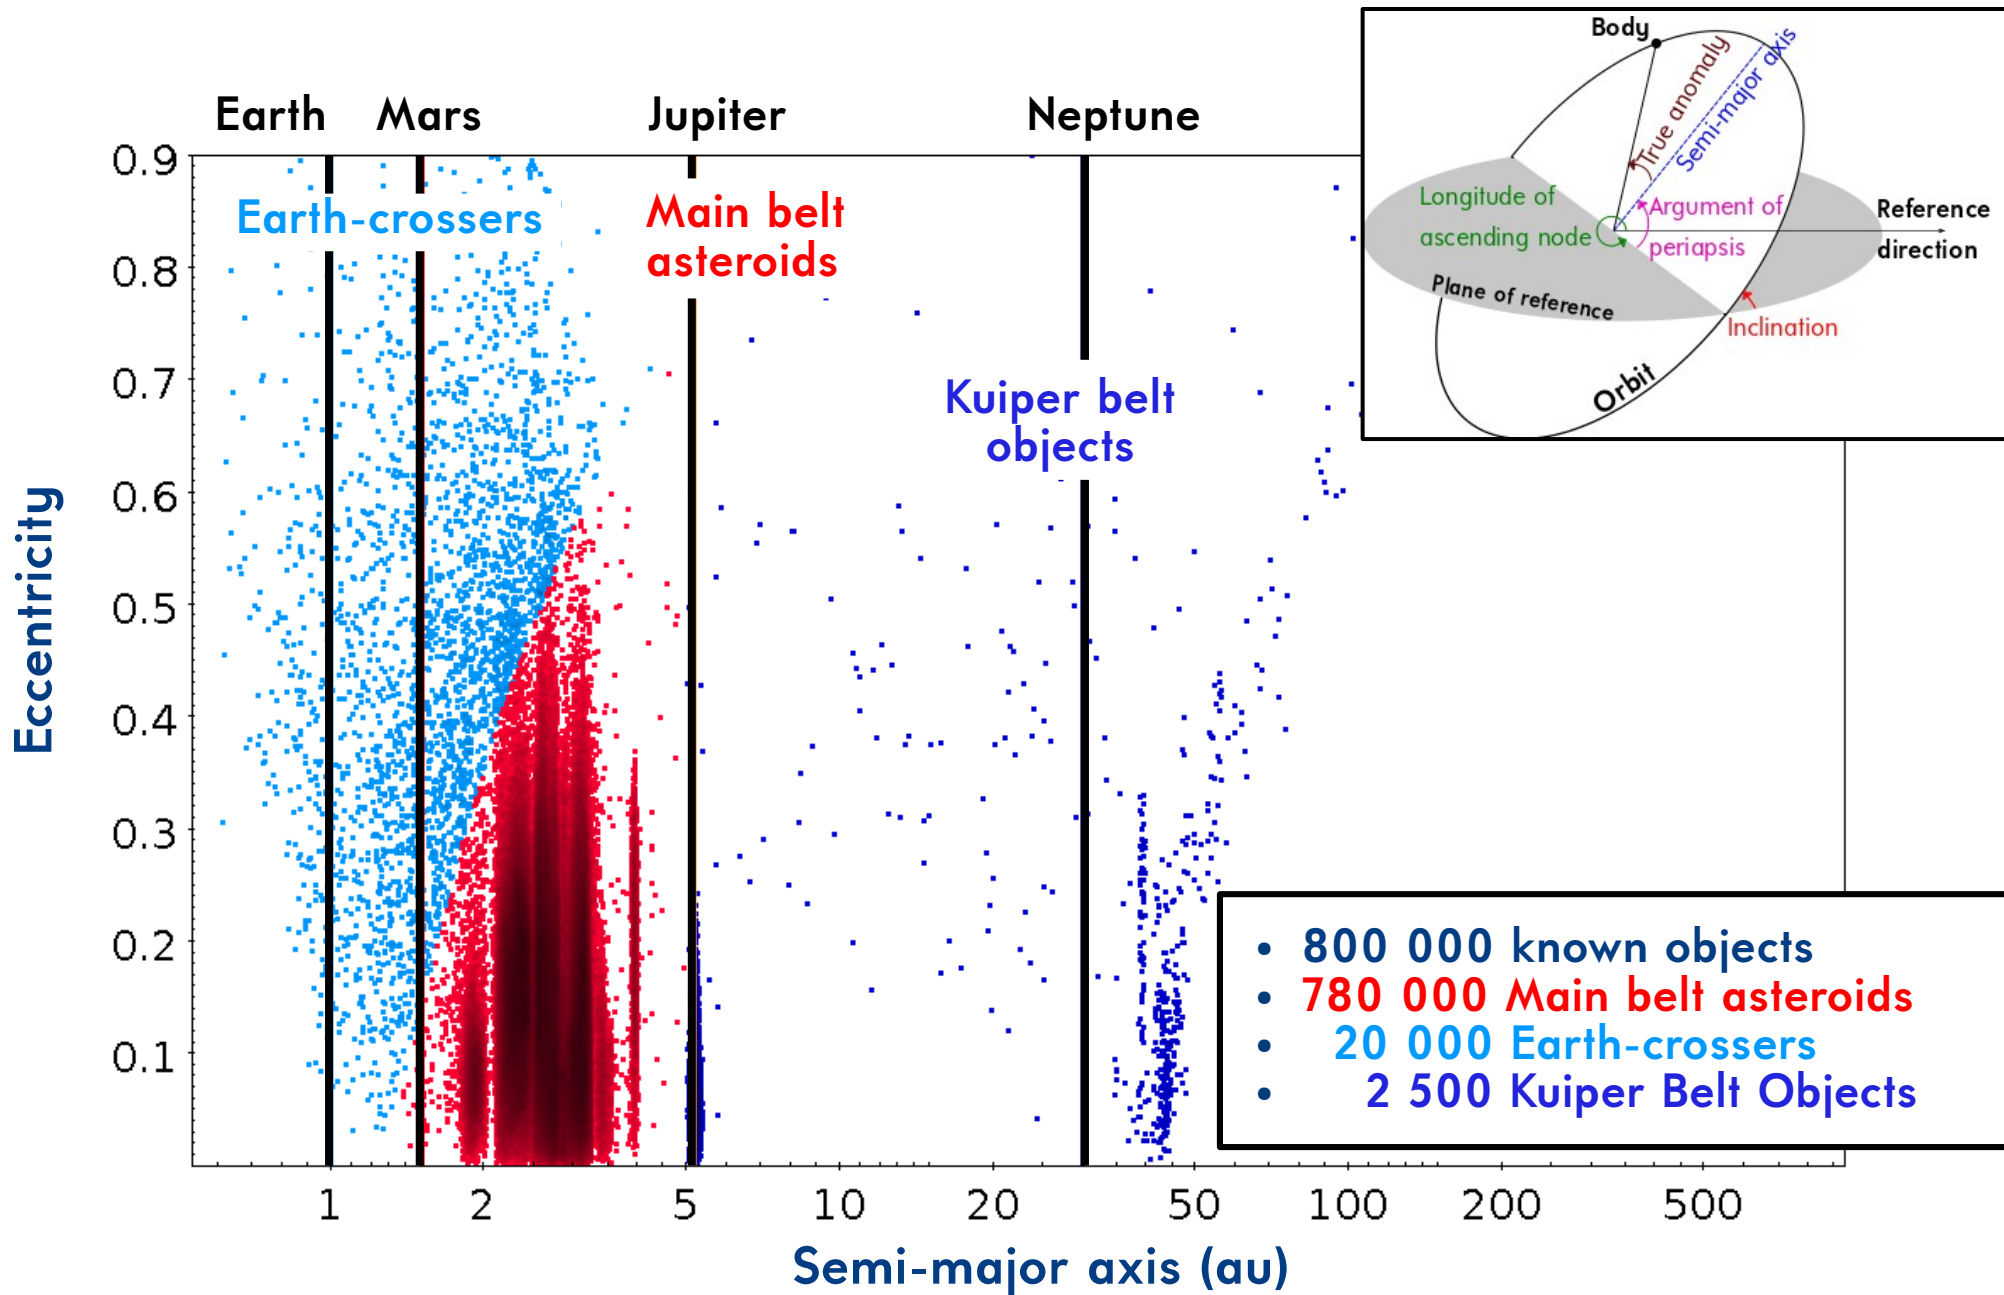 Earth Mars Jupiter Neptune
Earth-crossers
Main belt
asteroids
Kuiper belt
objects
Eccentricity
0.9
0.8
0.7
0.6
0.5
0.4
0.3
0.2
0.1
1 2 5 10 20 50 100 200 500
Semi-major axis (au)
Body
True anomaly
Semi-major axis
Longitude of
ascending node
Argument of
periapsis
Reference
direction
Plane of reference
Inclination
Orbit
• 800 000 known objects
• 780 000 Main belt asteroids
• 20 000 Earth-crossers
• 2 500 Kuiper Belt Objects